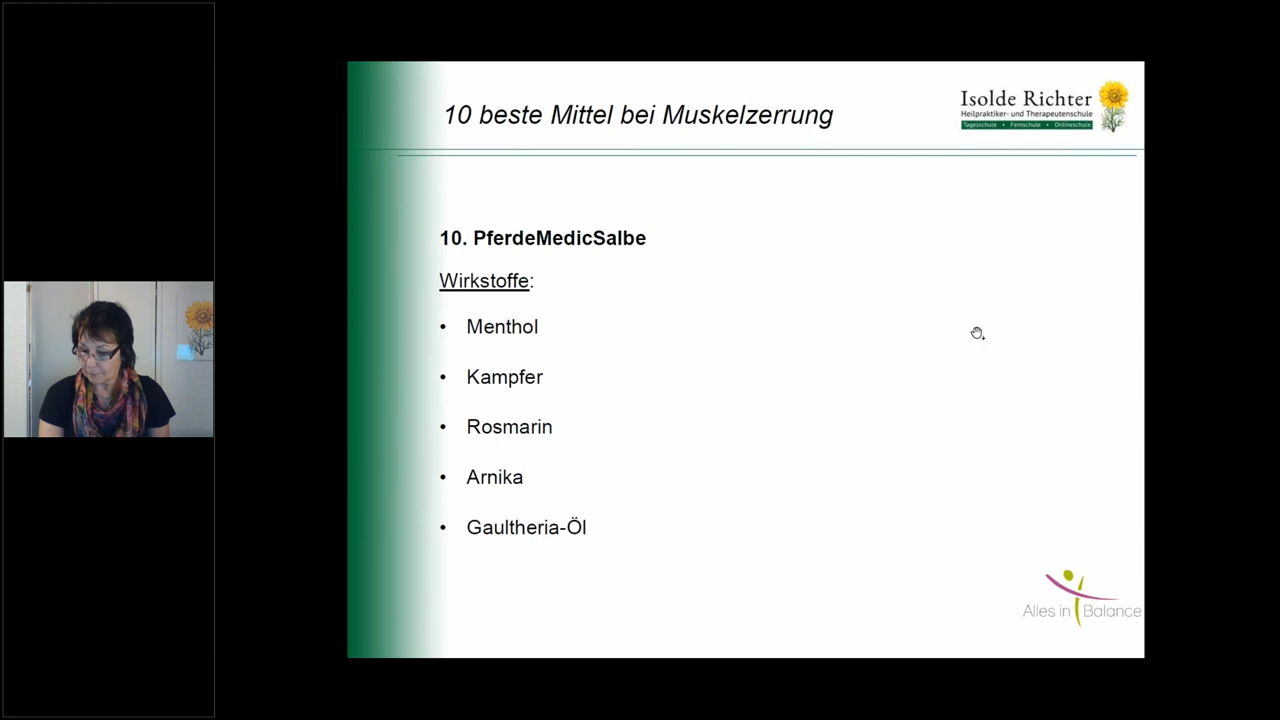 10 beste Mittel bei Muskelzerrung
Isolde Richter
Heilpraktiker- und Therapeutenschule
Tagesschule • Fernschule • Onlineschule
10. PferdeMedicSalbe
Wirkstoffe:
• Menthol
• Kampfer
• Rosmarin
• Arnika
• Gaultheria-Öl
Alles in Balance